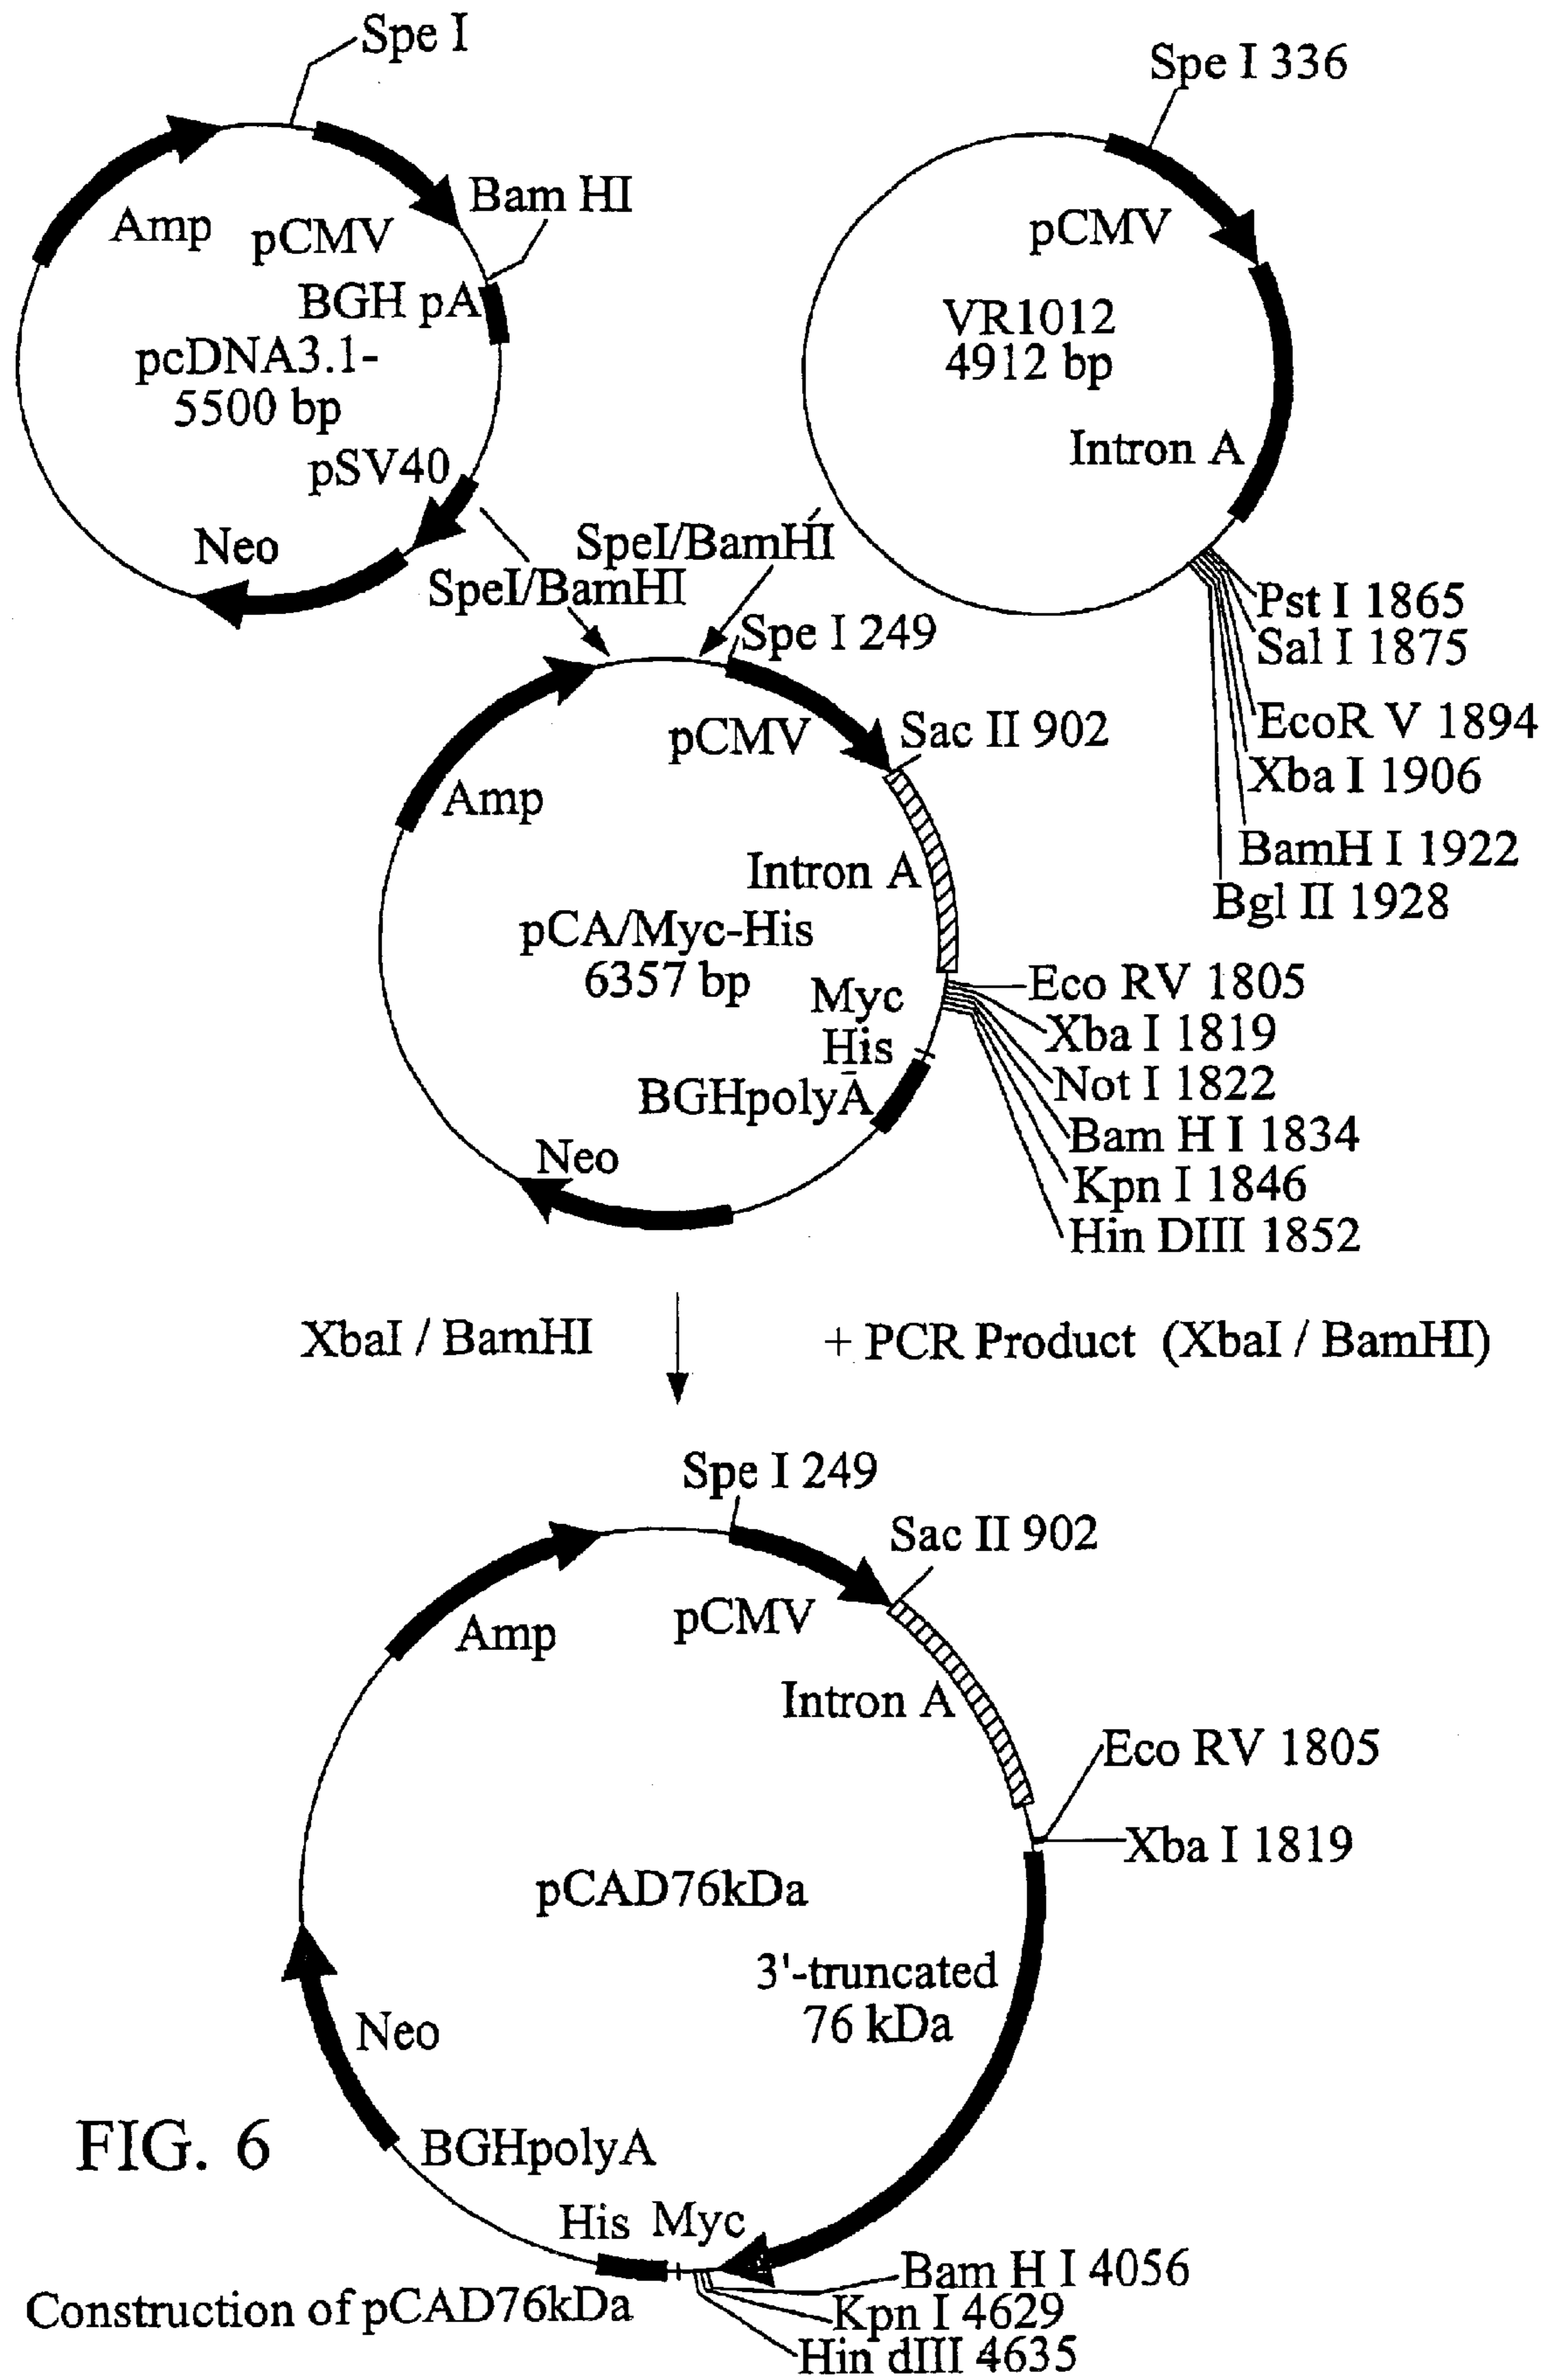 Spe I
Spe I 336
Bam HI
Amp
pCMV
BGH pA
pcDNA3.1-
5500 bp
pSV40
Neo
pCMV
VR1012
4912 bp
Intron A
SpeI/BamHI
SpeI/BamHI
Pst I 1865
Sal I 1875
EcoR V 1894
Xba I 1906
BamH I 1922
Bgl II 1928
Spe I 249
pCMV
Sac II 902
Amp
Intron A
pCA/Myc-His
6357 bp
Myc
His
BGHpolyA
Neo
Eco RV 1805
Xba I 1819
Not I 1822
Bam H I 1834
Kpn I 1846
Hin DIII 1852
XbaI / BamHI
+ PCR Product (XbaI / BamHI)
Spe I 249
Sac II 902
pCMV
Amp
Intron A
Eco RV 1805
Xba I 1819
pCAD76kDa
3'-truncated
76 kDa
Neo
FIG. 6
BGHpolyA
His Myc
Bam H I 4056
Kpn I 4629
Hin dIII 4635
Construction of pCAD76kDa